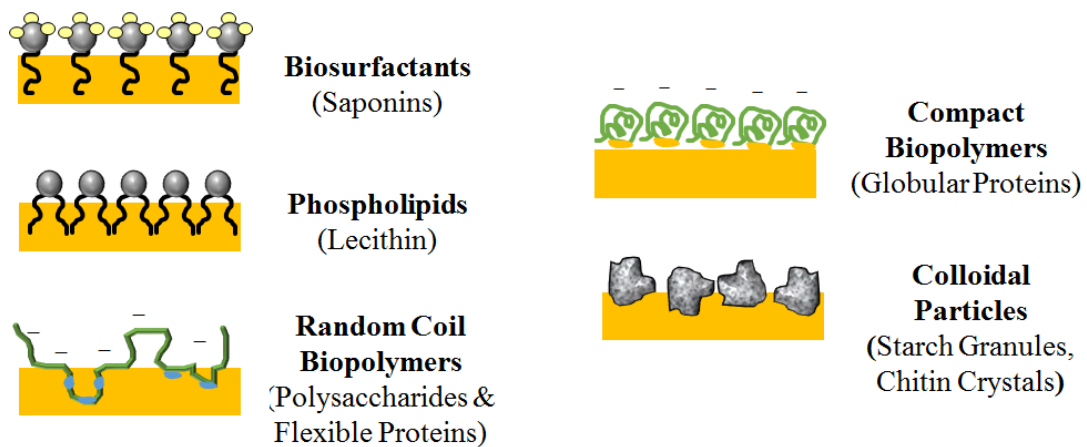 Biosurfactants
(Saponins)
Phospholipids
(Lecithin)
Random Coil
Biopolymers
(Polysaccharides &
Flexible Proteins)
Compact
Biopolymers
(Globular Proteins)
Colloidal
Particles
(Starch Granules,
Chitin Crystals)